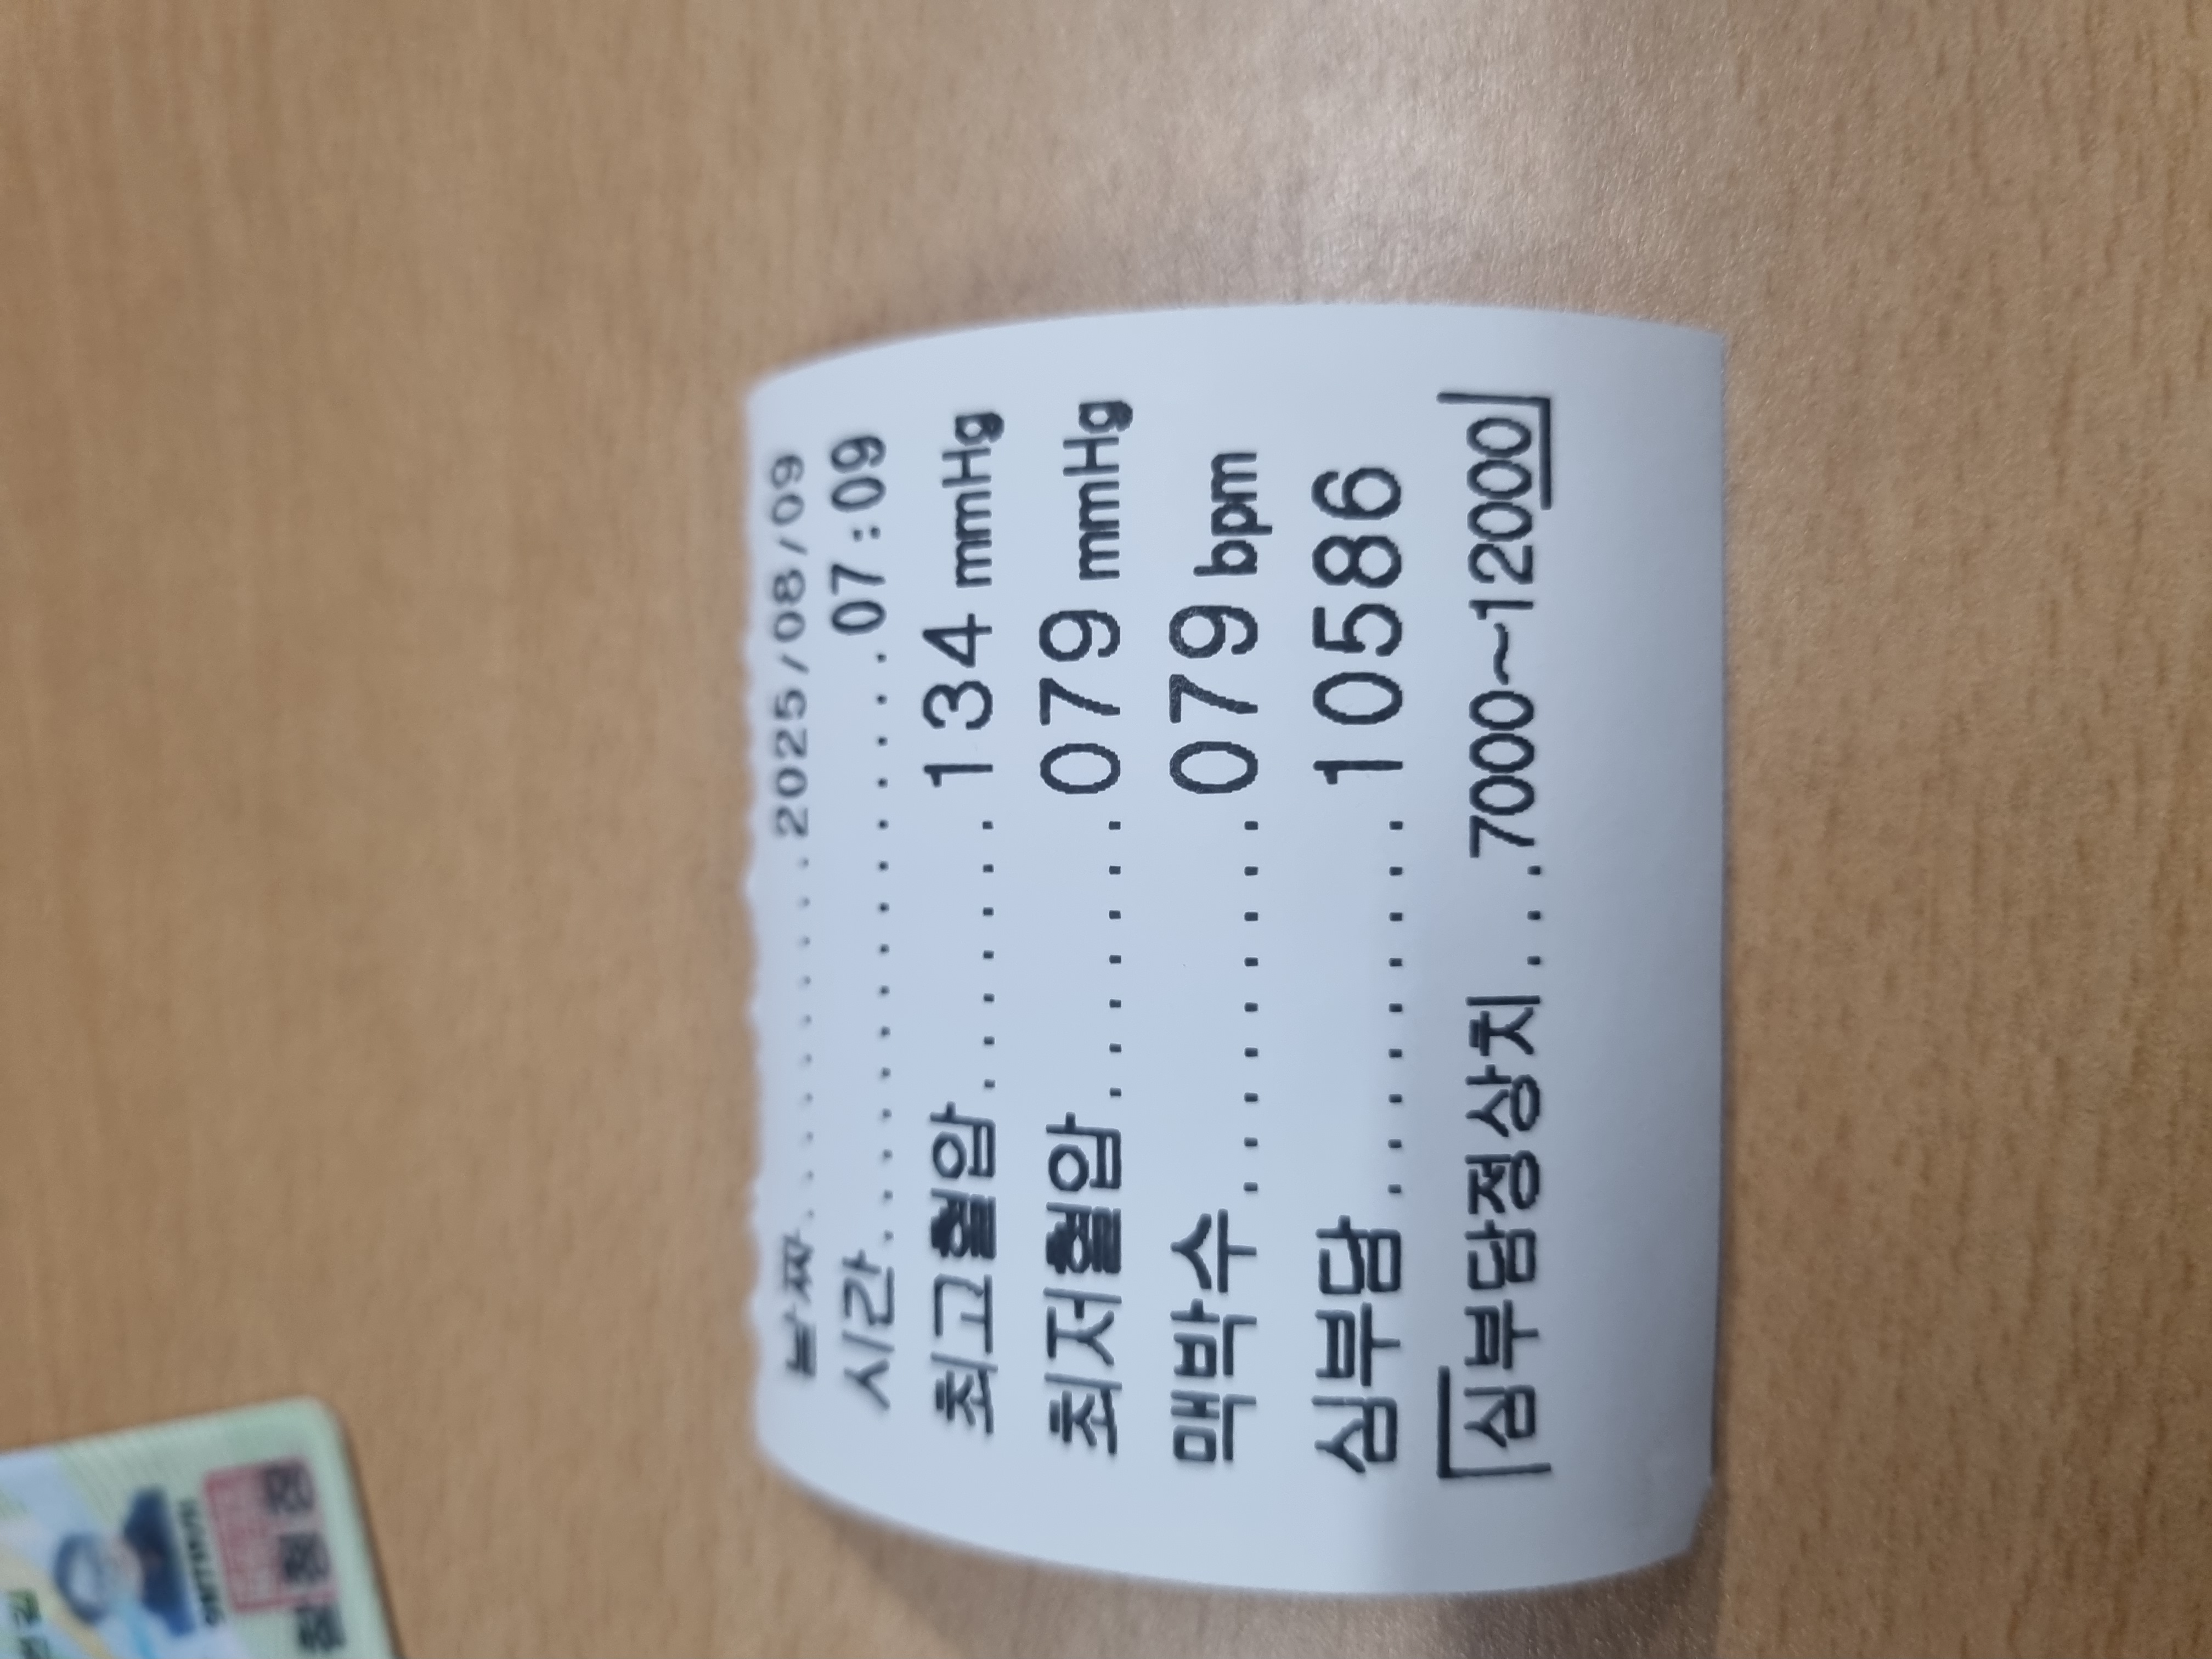 날짜..........2025/08/09
시간...............07:09
최고혈압.......134 mmHg
최저혈압.......079 mmHg
맥박수.........079 bpm
심부담.........10586
심부담정상치...7000~12000